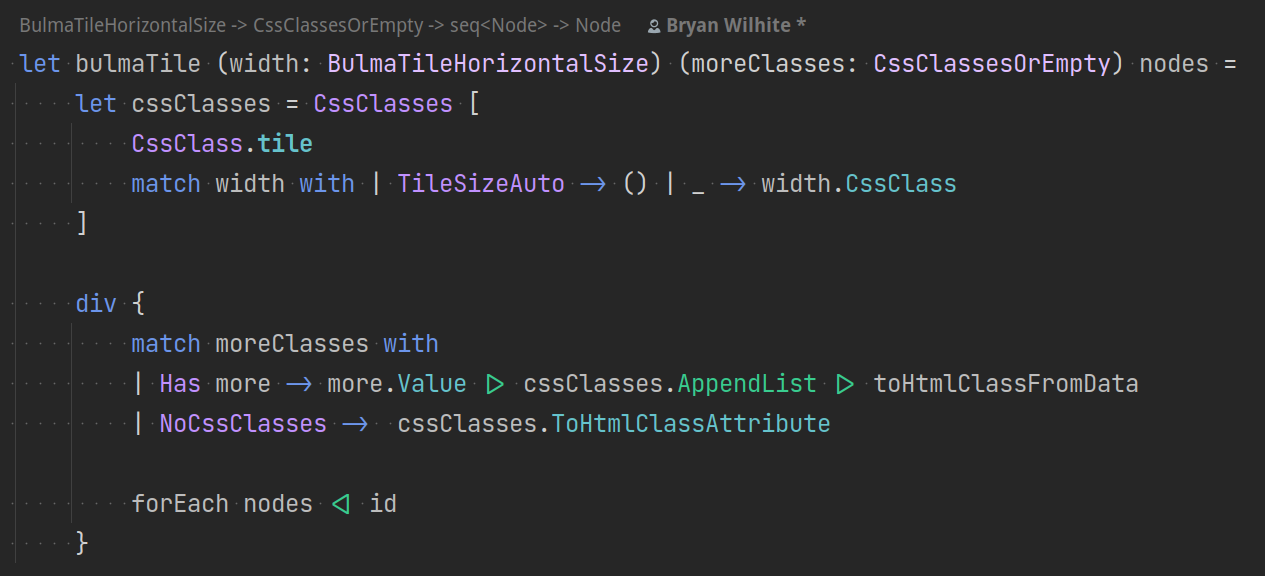 BulmaTileHorizontalSize -> CssClassesOrEmpty -> seq<Node> -> Node Bryan Wilhite *
let bulmaTile (width: BulmaTileHorizontalSize) (moreClasses: CssClassesOrEmpty) nodes =
    let cssClasses = CssClasses [
        CssClass.tile
        match width with | TileSizeAuto -> () | _ -> width.CssClass
    ]

    div {
        match moreClasses with
        | Has more -> more.Value |> cssClasses.AppendList |> toHtmlClassFromData
        | NoCssClasses ->  cssClasses.ToHtmlClassAttribute

        forEach nodes <| id
    }